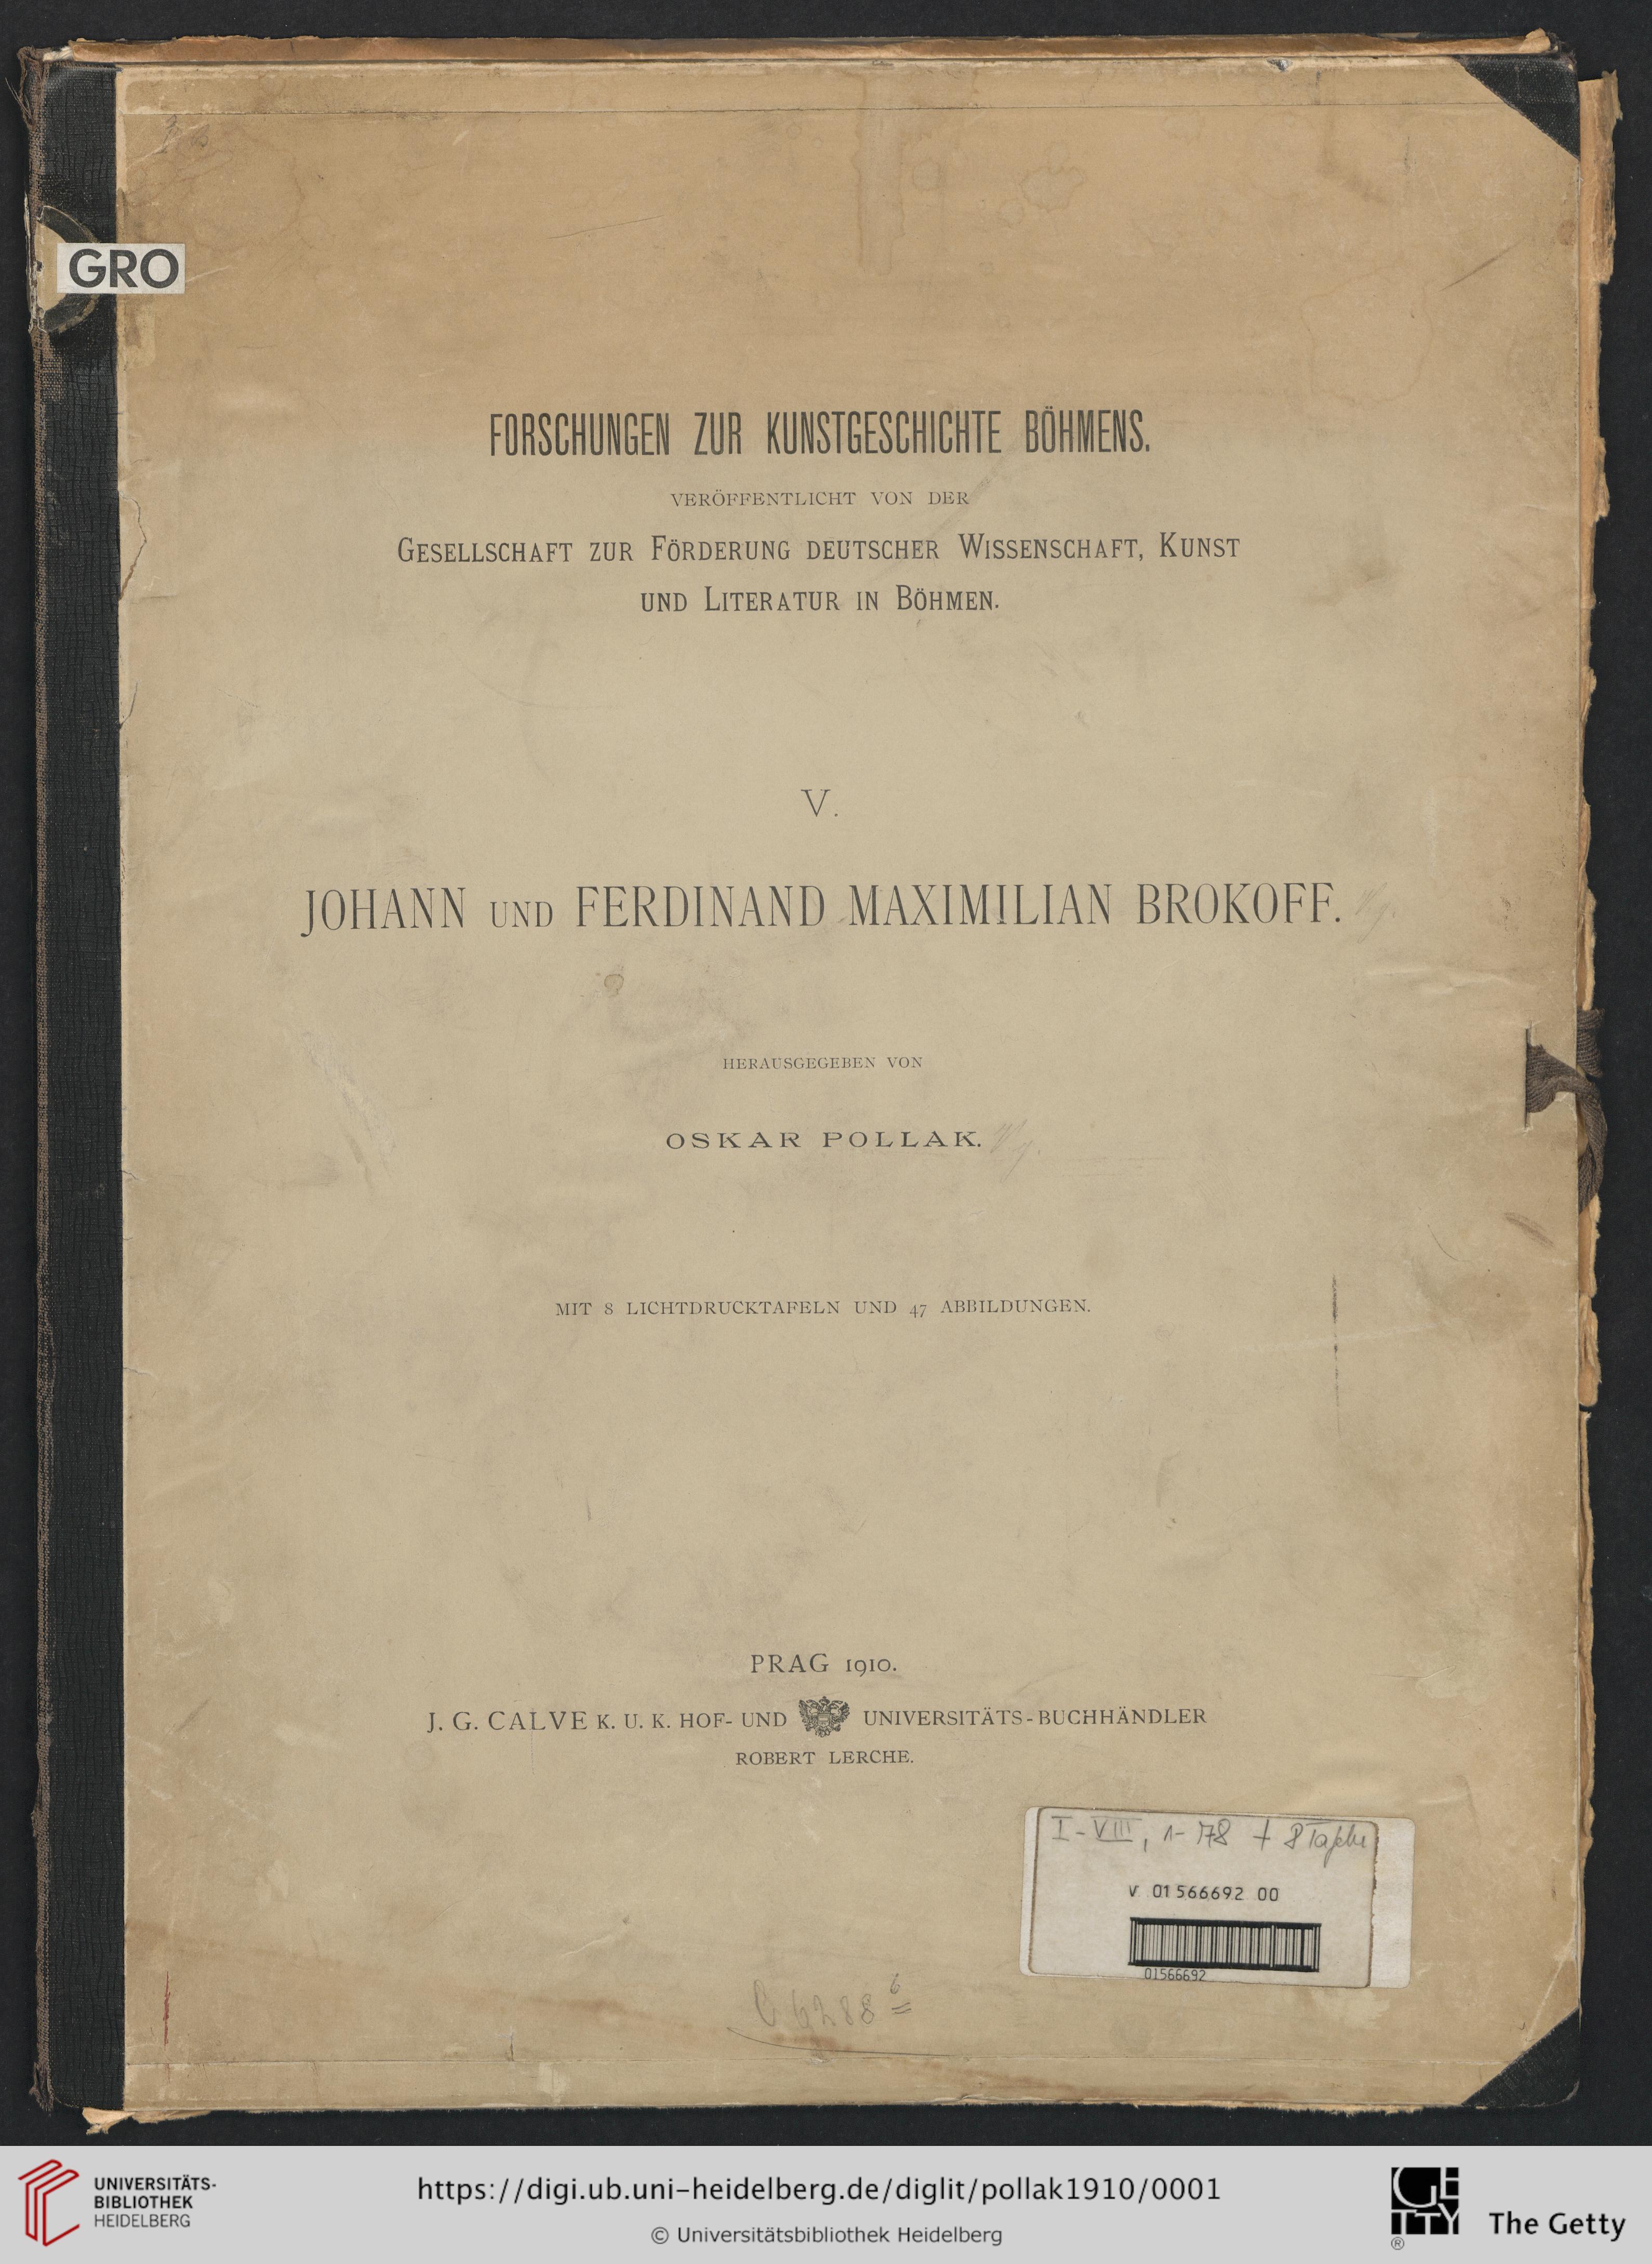 GRO
FORSCHUNGEN ZUR KUNSTGESCHICHTE BÖHMENS.
VERÖFFENTLICHT VON DER
GESELLSCHAFT ZUR FÖRDERUNG DEUTSCHER WISSENSCHAFT, KUNST
UND LITERATUR IN BÖHMEN.
V.
JOHANN UND FERDINAND MAXIMILIAN BROKOFF.
HERAUSGEGEBEN VON
OSKAR POLLAK.
MIT 8 LICHTDRUCKTAFELN UND 47 ABBILDUNGEN.
PRAG 1910.
J. G. CALVE K. U. K. HOF- UND UNIVERSITÄTS-BUCHHÄNDLER
ROBERT LERCHE.
I-VIII, 1-178 + 8 Tafeln
V 01566692 00
01566692
C 6288 6
UNIVERSITÄTS-
BIBLIOTHEK
HEIDELBERG
https://digi.ub.uni-heidelberg.de/diglit/pollak1910/0001
© Universitätsbibliothek Heidelberg
GETTY
®
The Getty